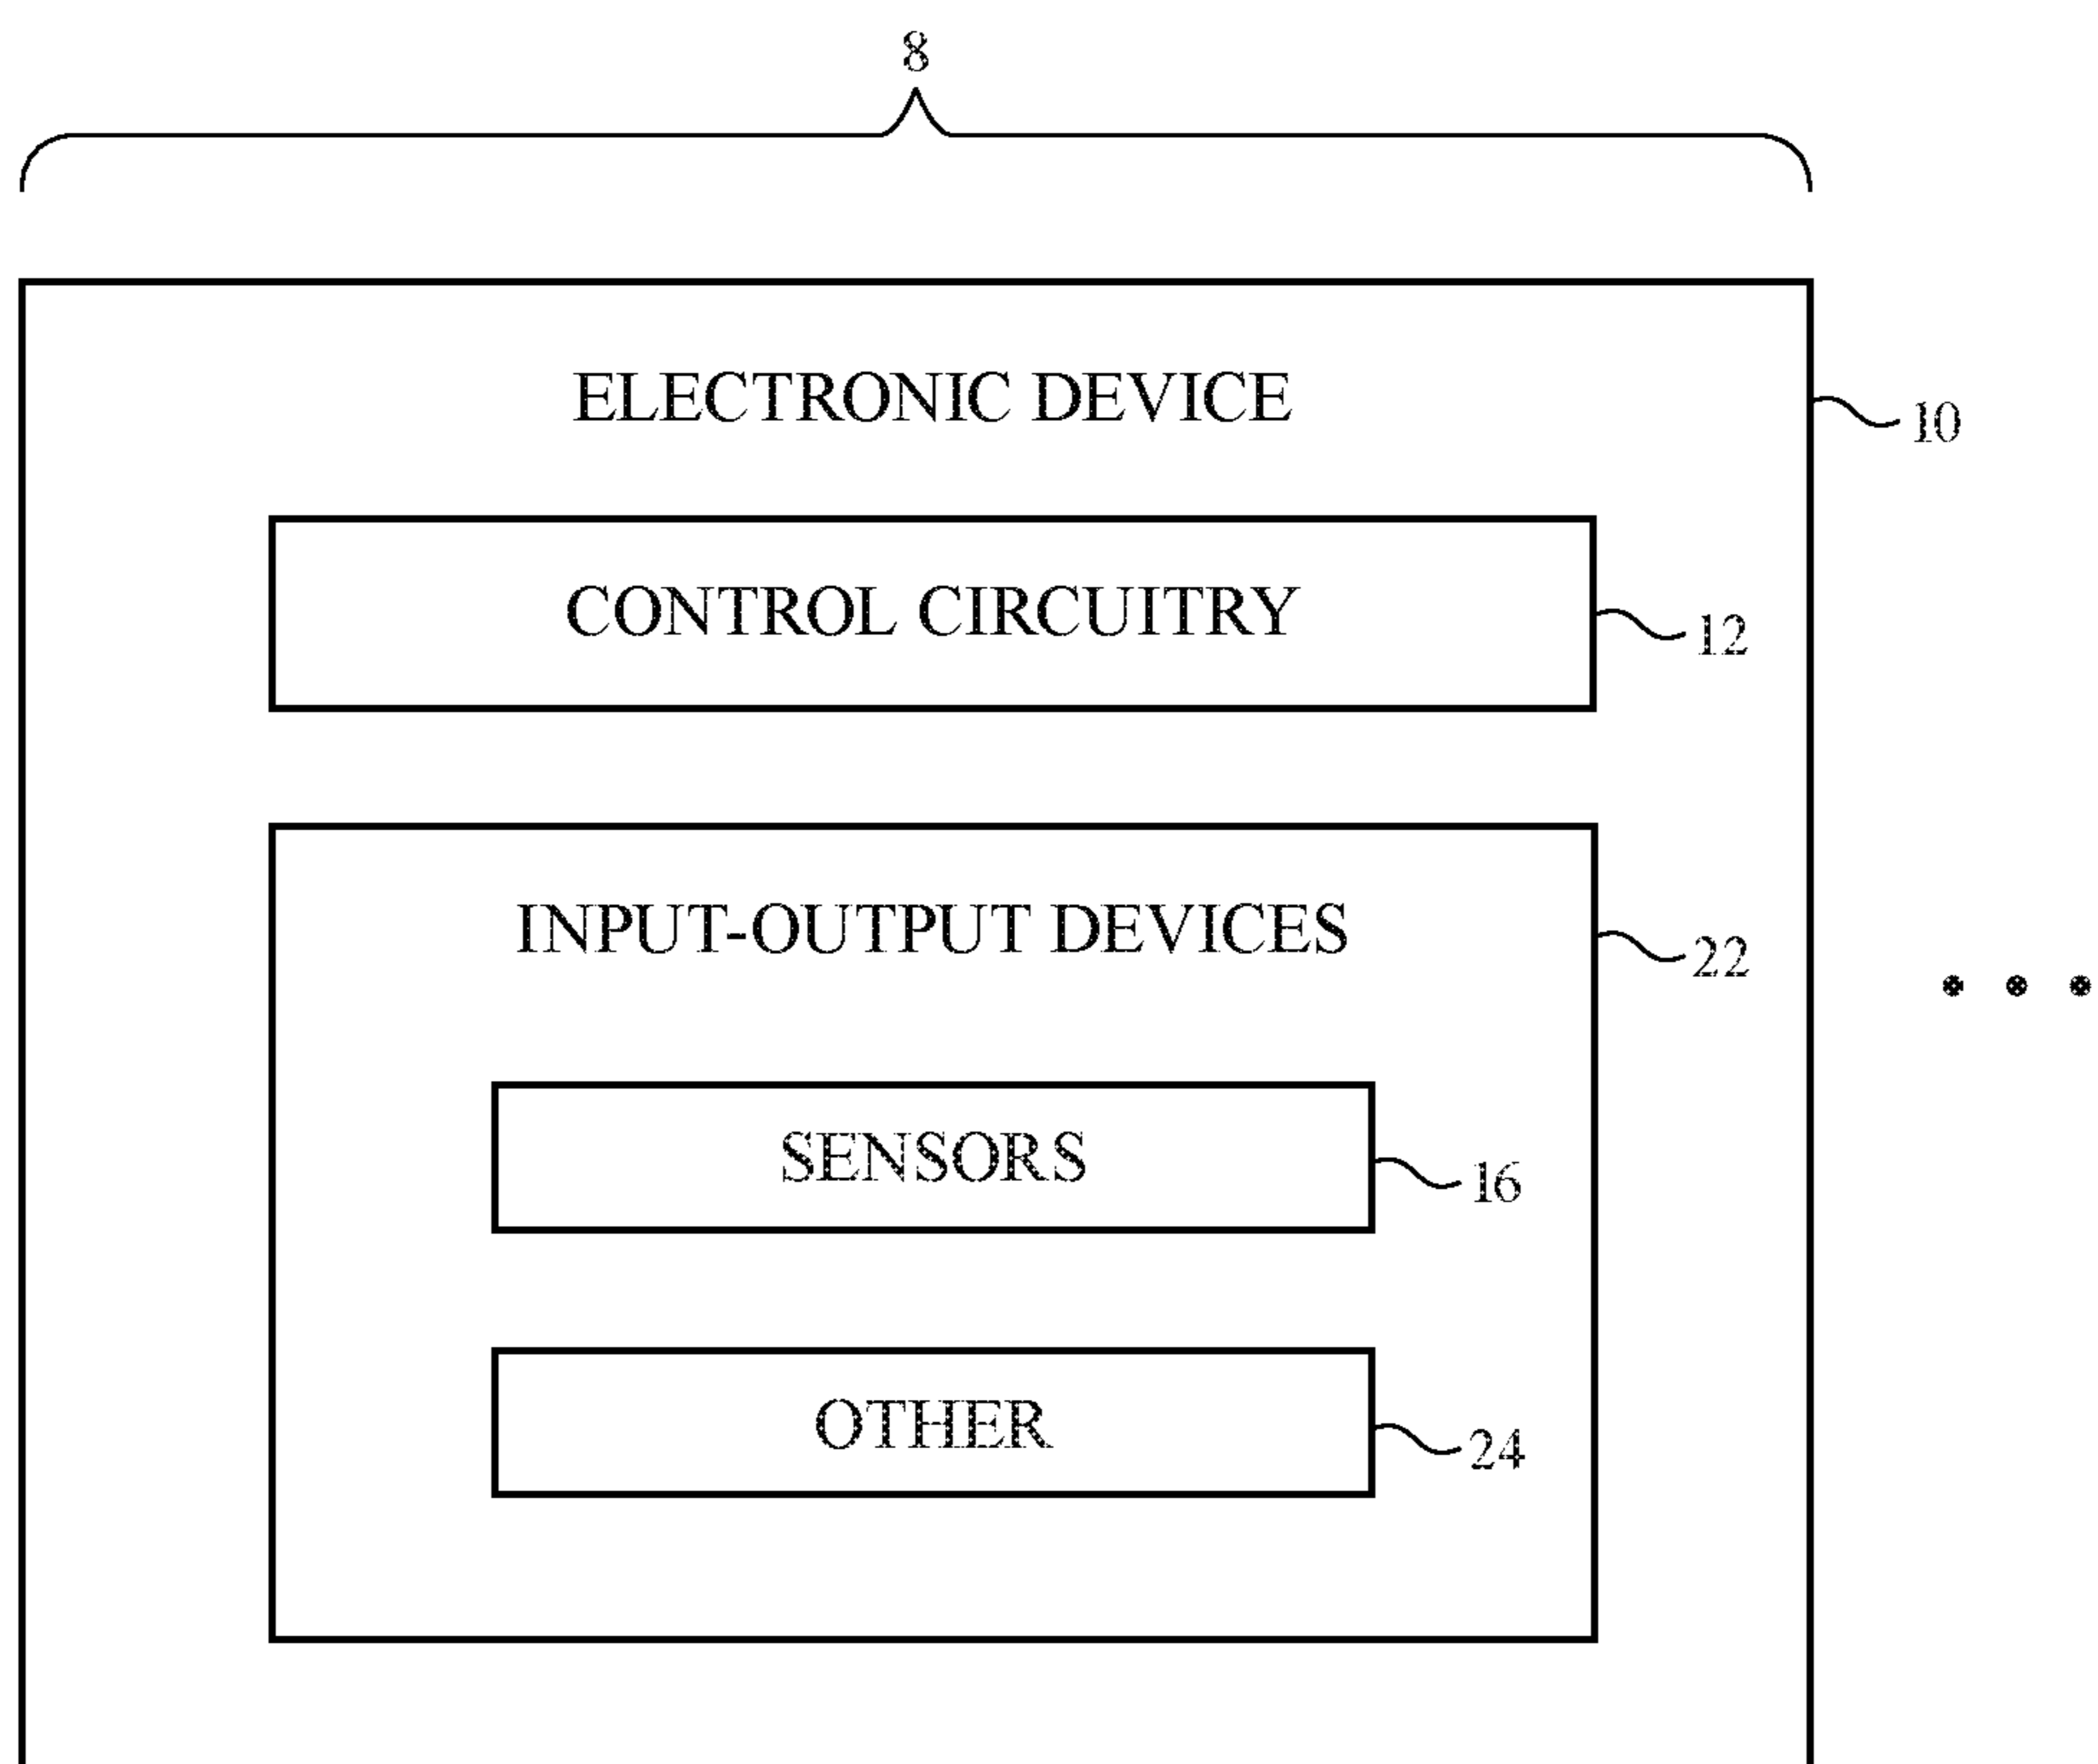 8
ELECTRONIC DEVICE
10
CONTROL CIRCUITRY
12
INPUT-OUTPUT DEVICES
22
SENSORS
16
OTHER
24